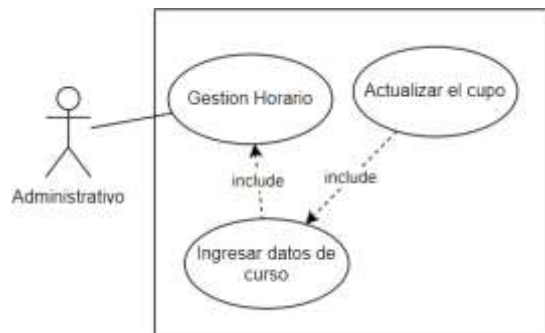 Gestion Horario
Actualizar el cupo
include
include
Administrativo
Ingresar datos de
curso